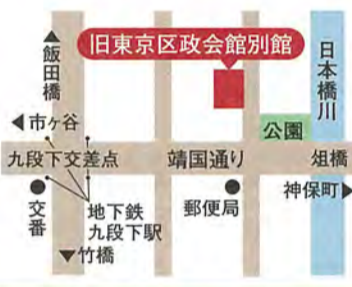 旧東京区政会館別館
▲飯田橋
日本橋川
◀市ヶ谷
公園
九段下交差点
靖国通り
俎橋
神保町▶
交番
地下鉄
九段下駅
郵便局
▼竹橋